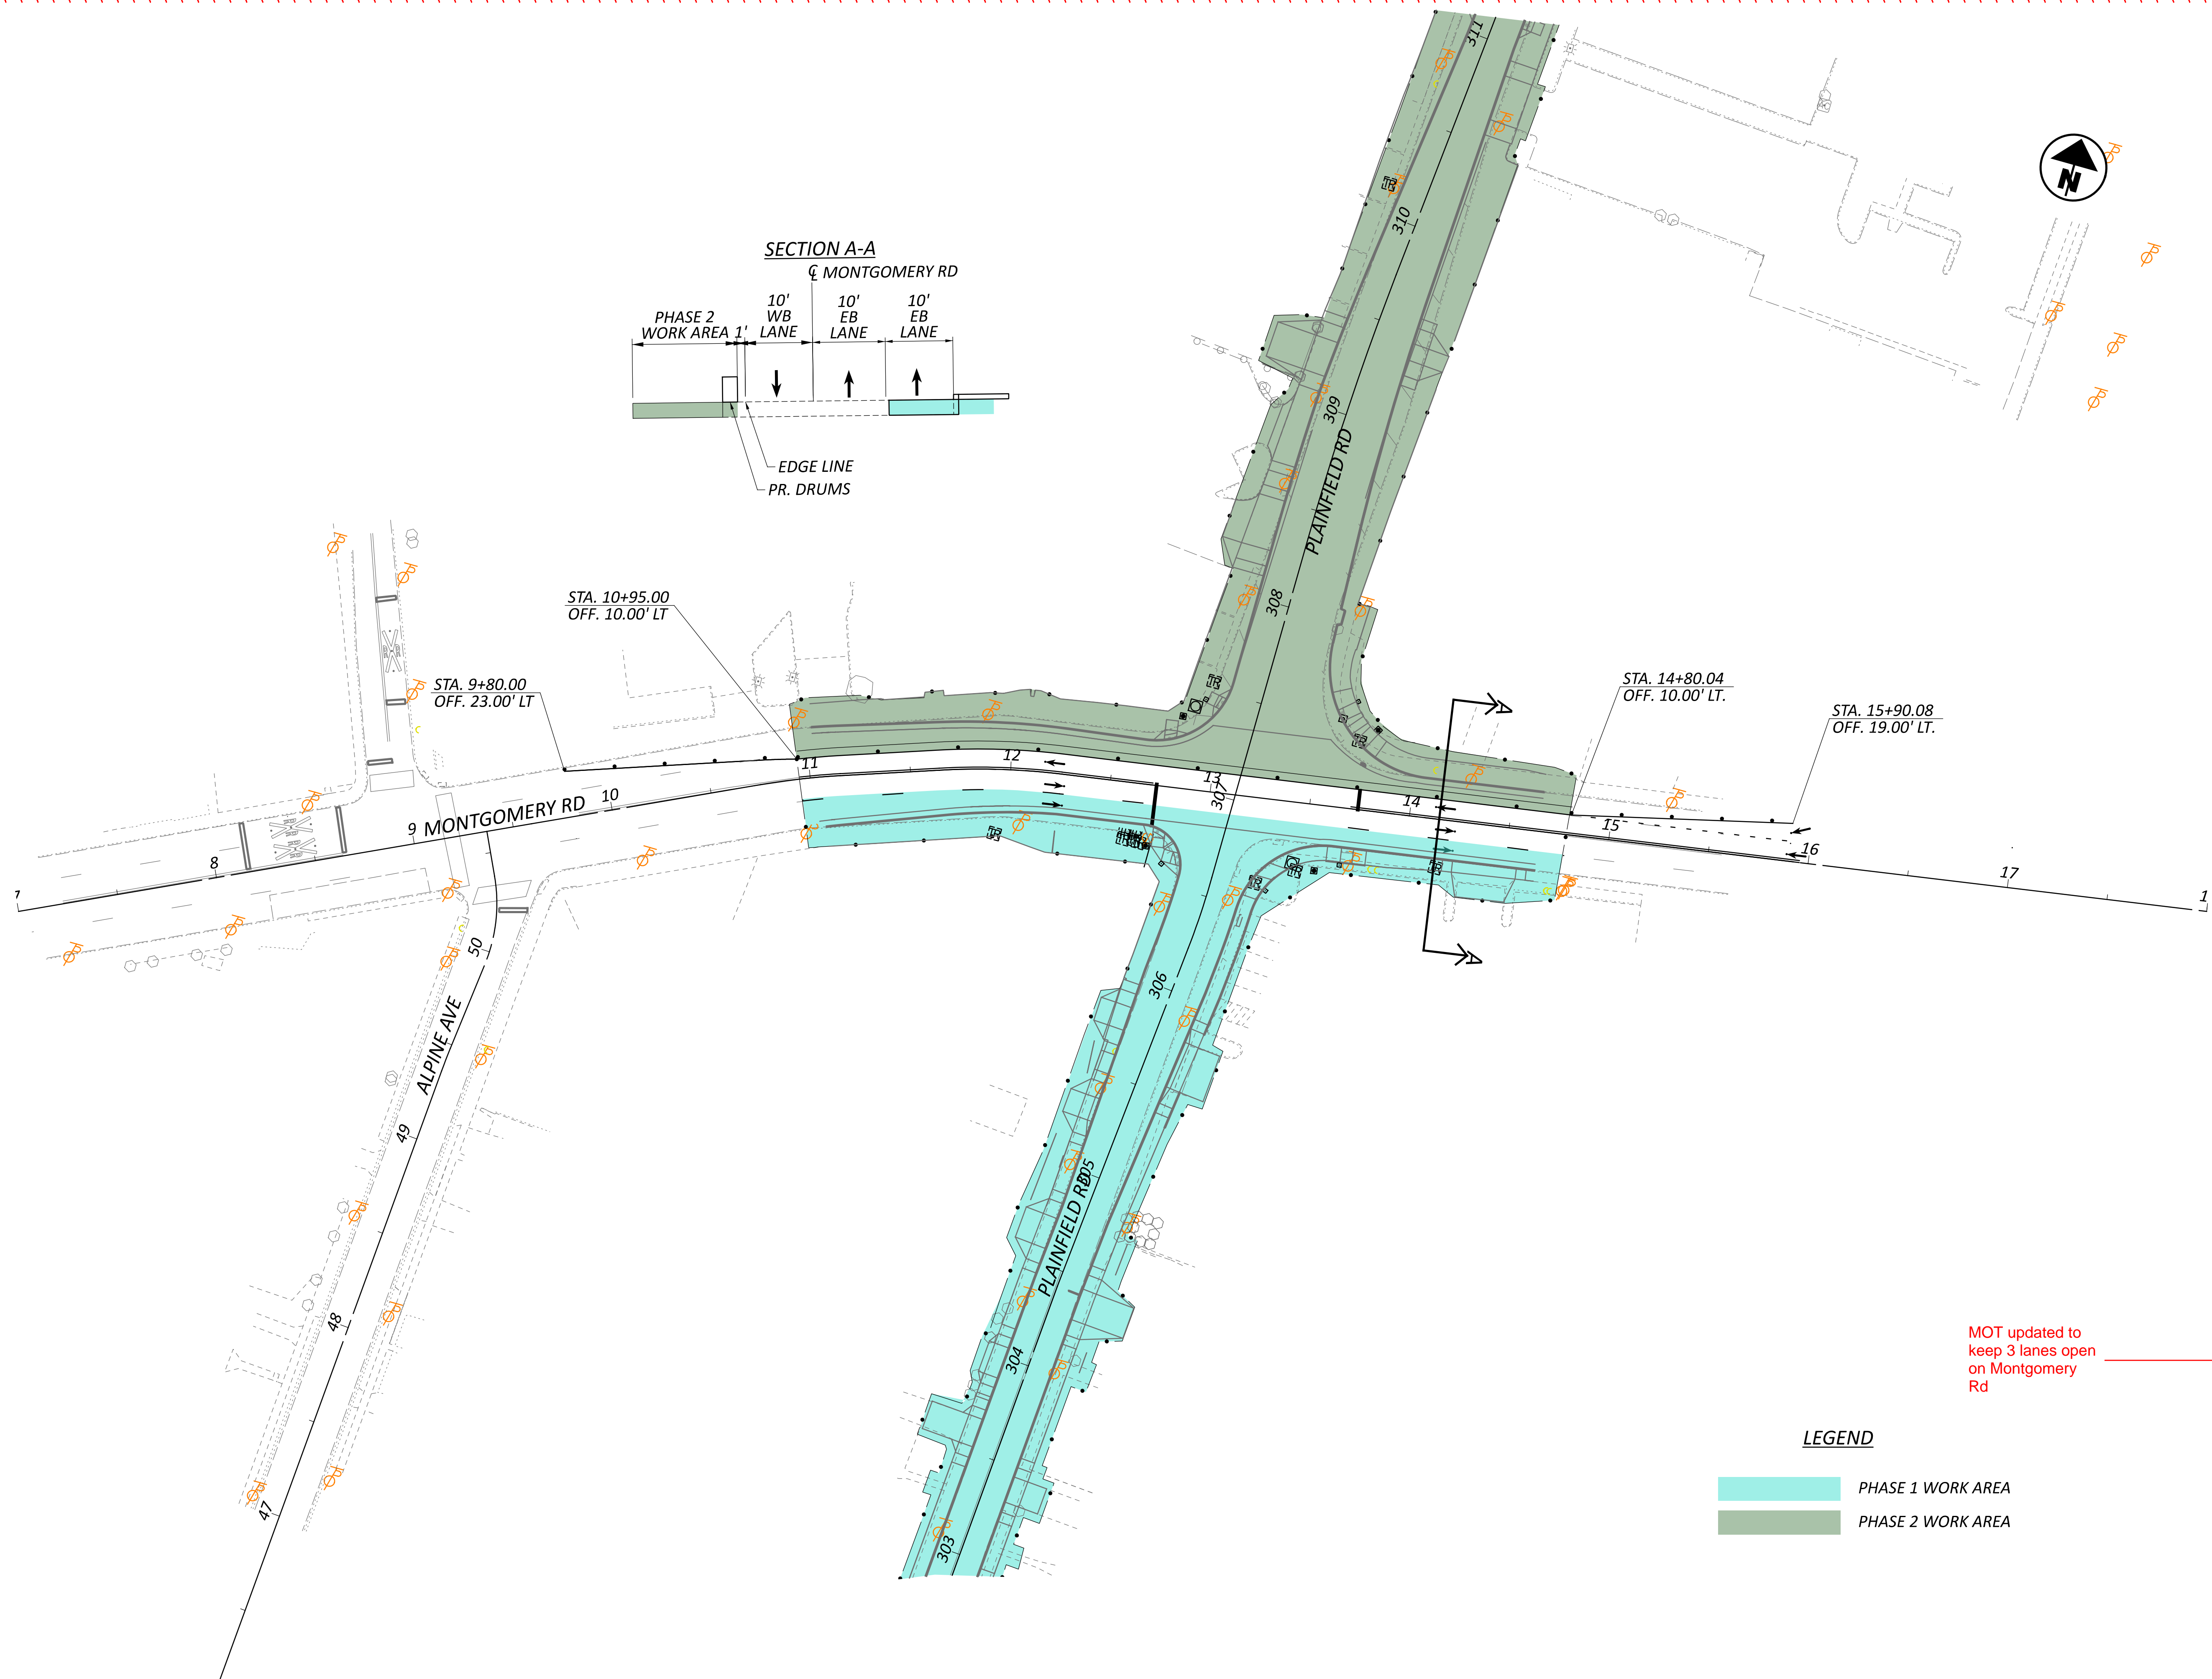 311
N
310
SECTION A-A
℄ MONTGOMERY RD
PHASE 2
WORK AREA
1'
10'
WB
LANE
10'
EB
LANE
10'
EB
LANE
EDGE LINE
PR. DRUMS
309
PLAINFIELD RD
308
STA. 10+95.00
OFF. 10.00' LT
STA. 9+80.00
OFF. 23.00' LT
STA. 14+80.04
OFF. 10.00' LT.
STA. 15+90.08
OFF. 19.00' LT.
A
A
7
8
9
MONTGOMERY RD
10
11
12
13
307
14
15
16
17
1
50
ALPINE AVE
49
48
47
306
305
PLAINFIELD RD
304
303
MOT updated to
keep 3 lanes open
on Montgomery
Rd
LEGEND
PHASE 1 WORK AREA
PHASE 2 WORK AREA